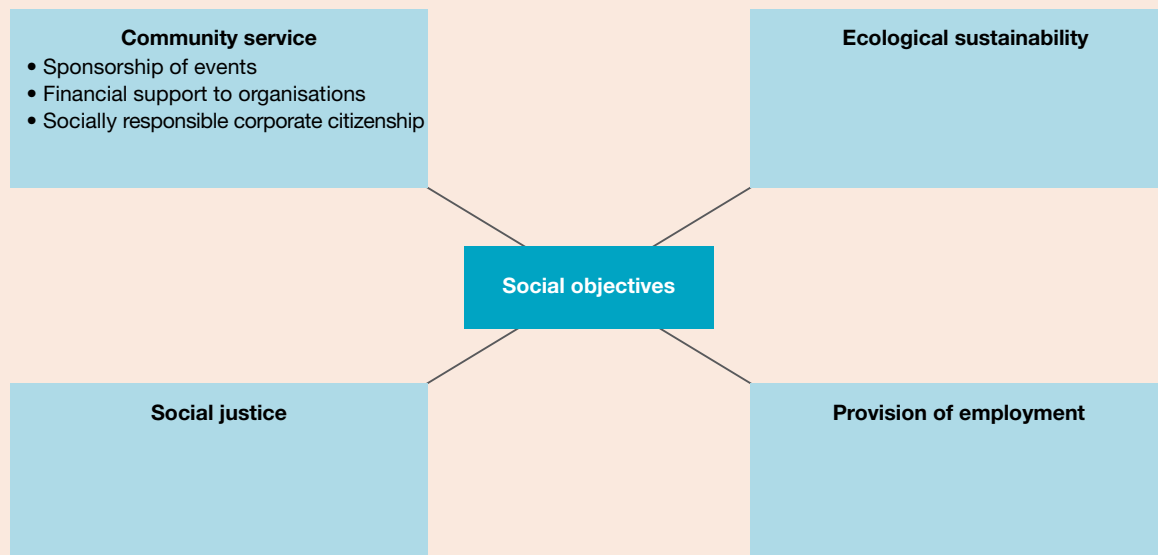 Community service
• Sponsorship of events
• Financial support to organisations
• Socially responsible corporate citizenship
Ecological sustainability
Social objectives
Social justice
Provision of employment